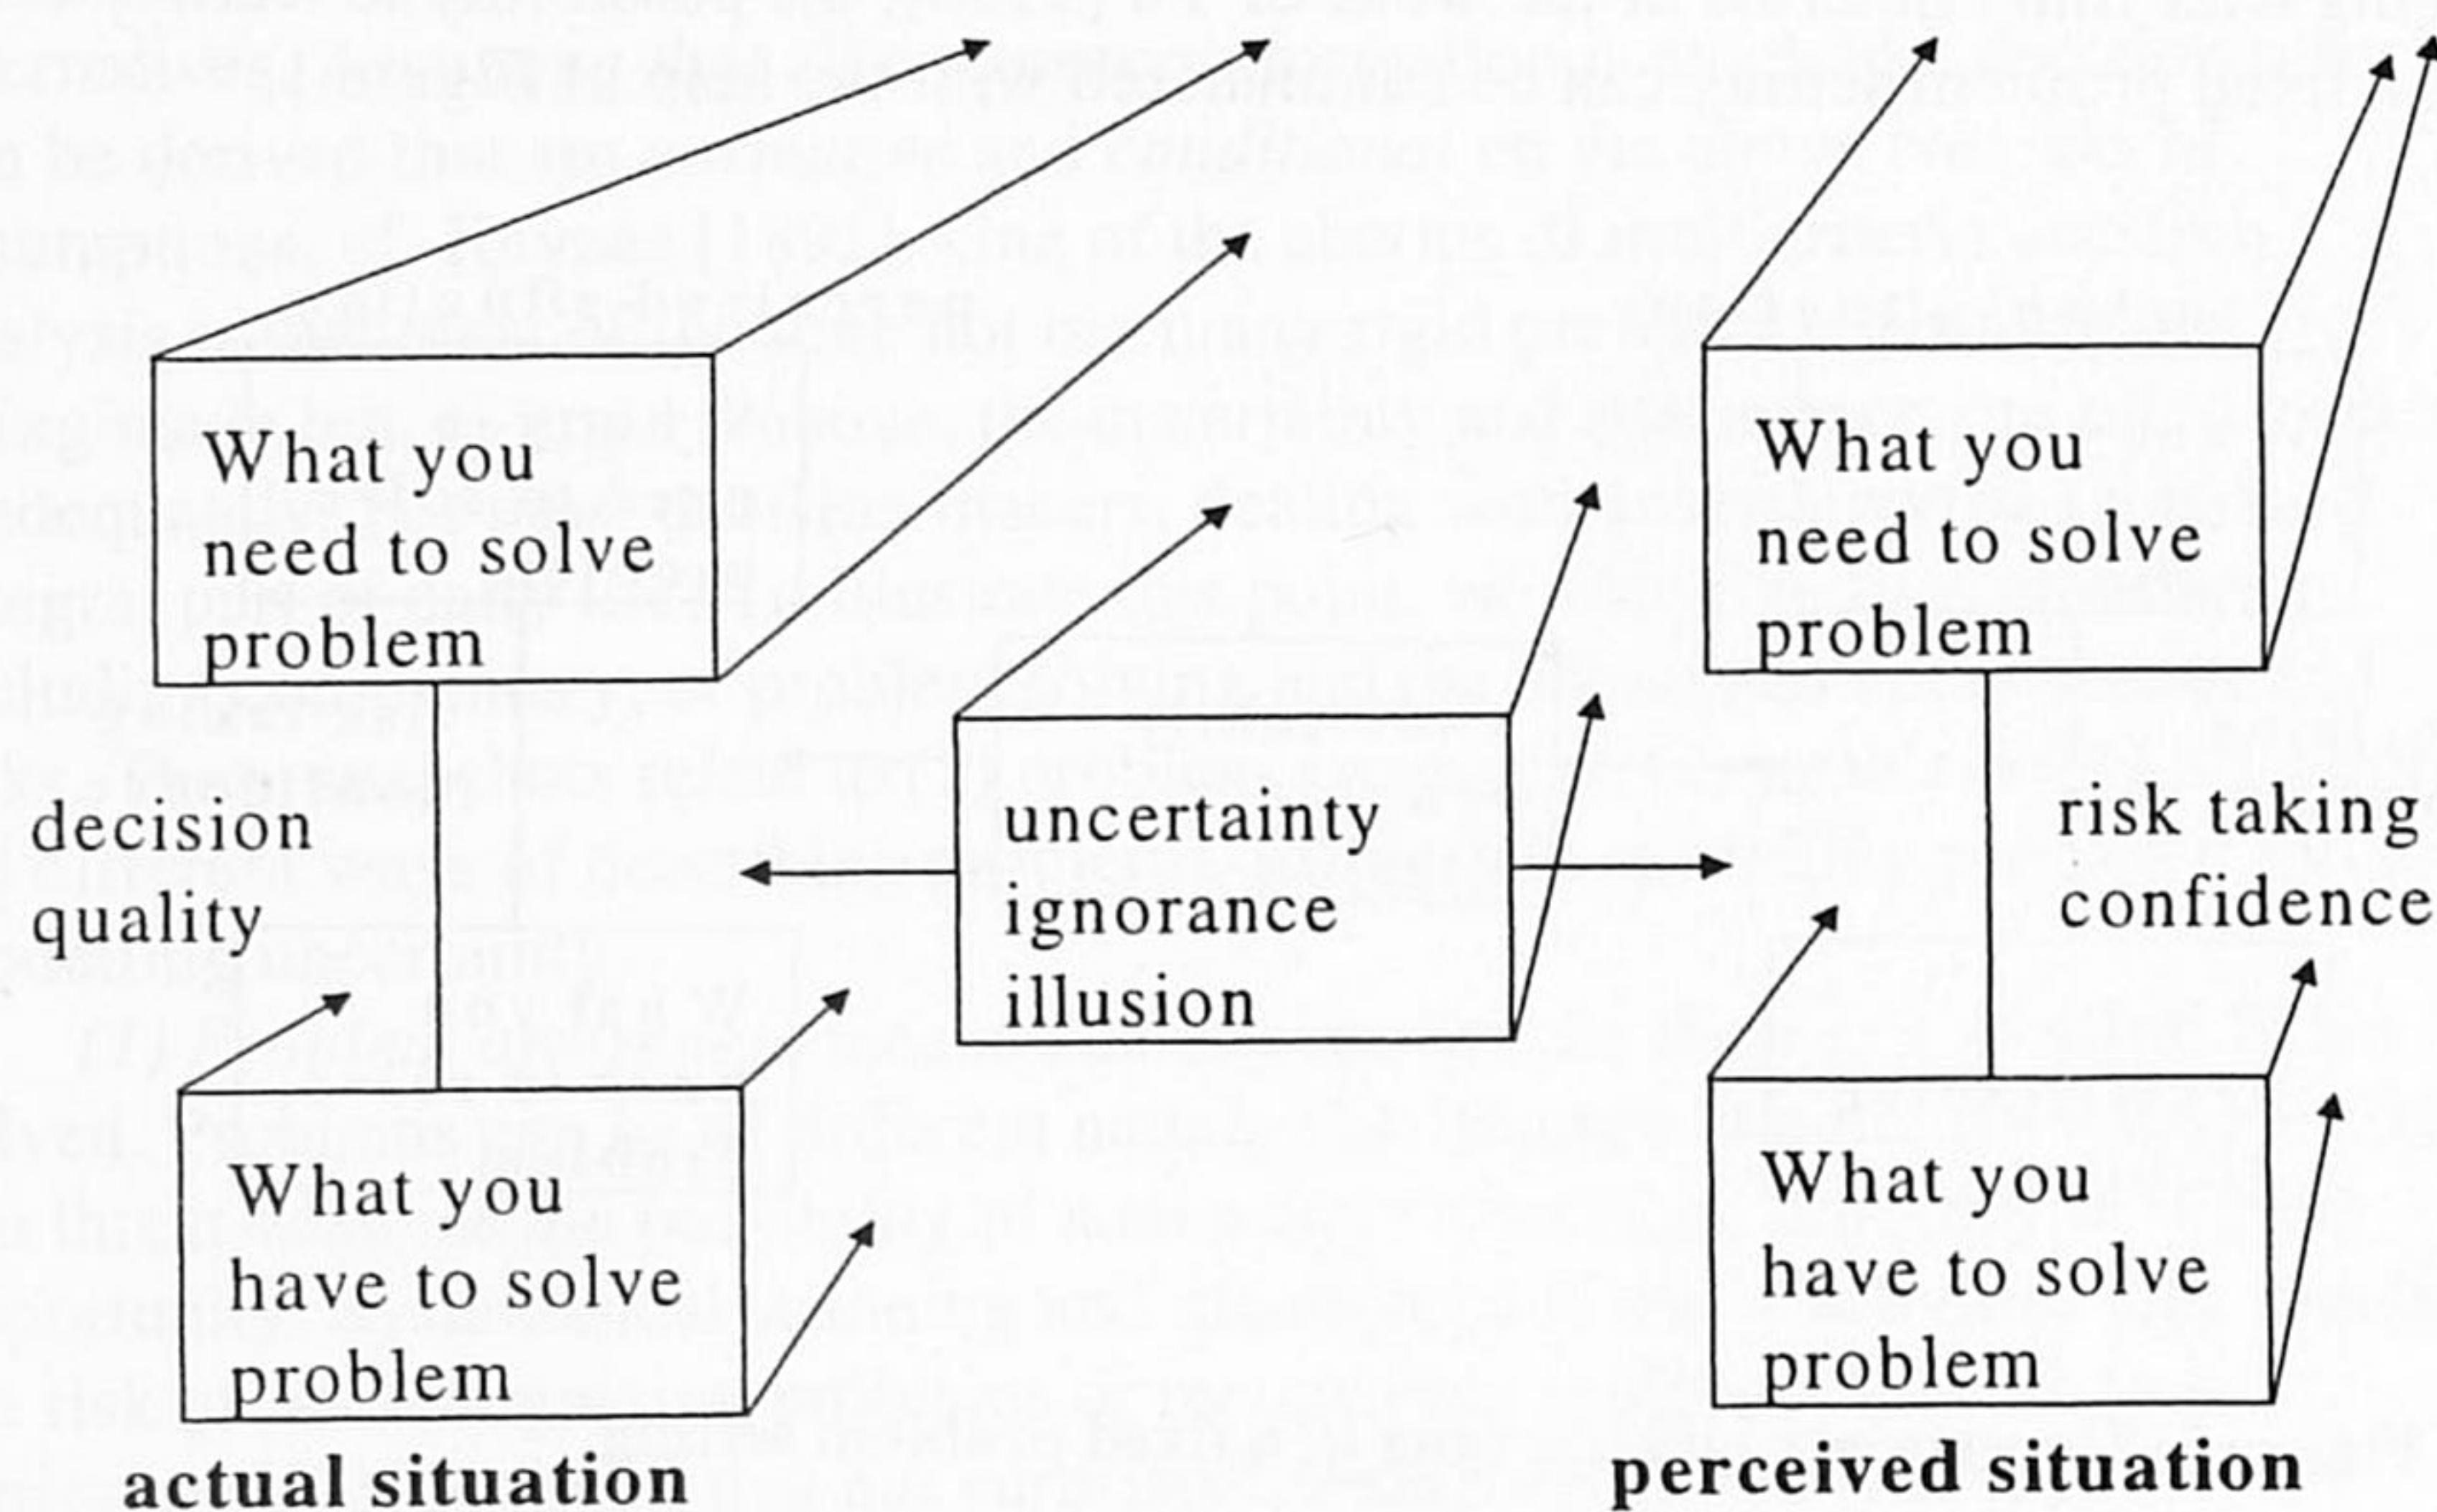 What you
need to solve
problem
What you
need to solve
problem
decision
quality
uncertainty
ignorance
illusion
risk taking
confidence
What you
have to solve
problem
What you
have to solve
problem
actual situation
perceived situation